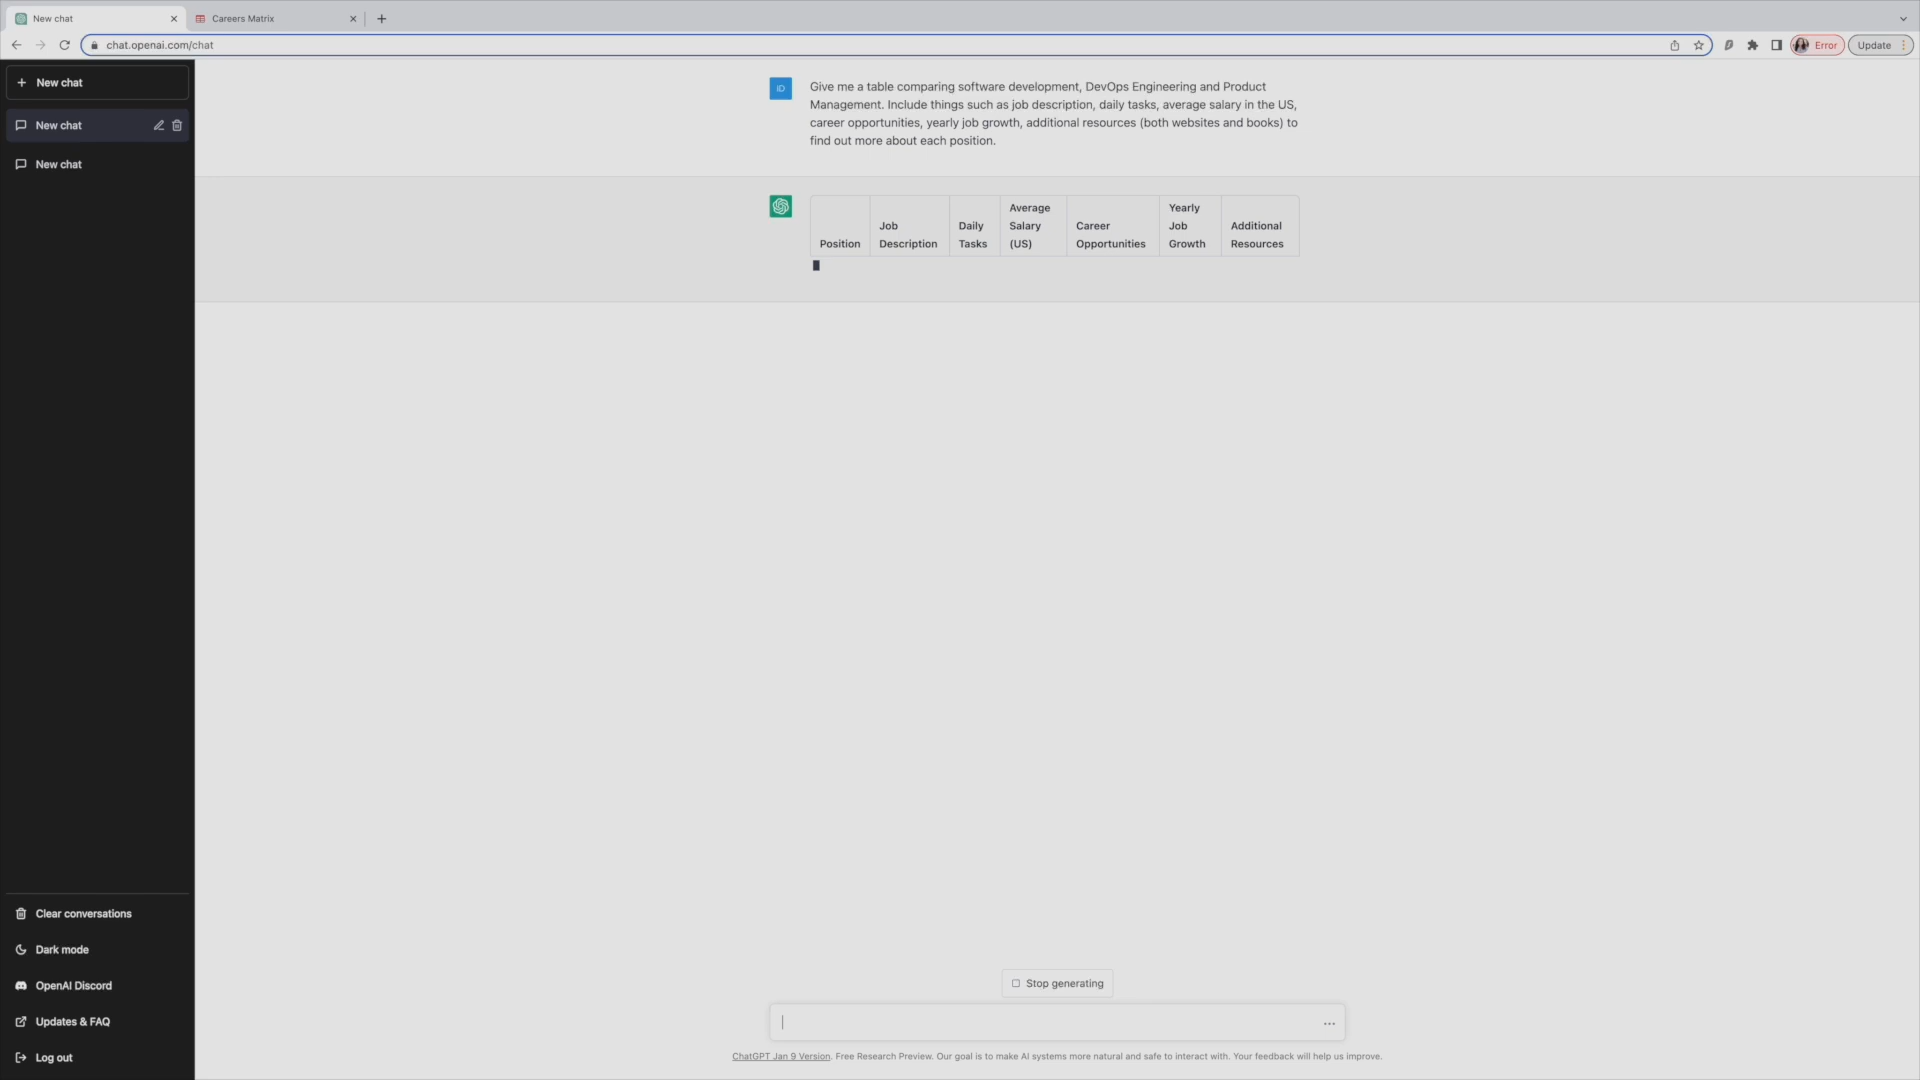 New chat
Careers Matrix
chat.openai.com/chat
Error
Update
New chat
New chat
New chat
ID
Give me a table comparing software development, DevOps Engineering and Product
Management. Include things such as job description, daily tasks, average salary in the US,
career opportunities, yearly job growth, additional resources (both websites and books) to
find out more about each position.
Position
Job
Description
Daily
Tasks
Average
Salary
(US)
Career
Opportunities
Yearly
Job
Growth
Additional
Resources
Clear conversations
Dark mode
OpenAI Discord
Updates & FAQ
Log out
Stop generating
ChatGPT Jan 9 Version. Free Research Preview. Our goal is to make AI systems more natural and safe to interact with. Your feedback will help us improve.